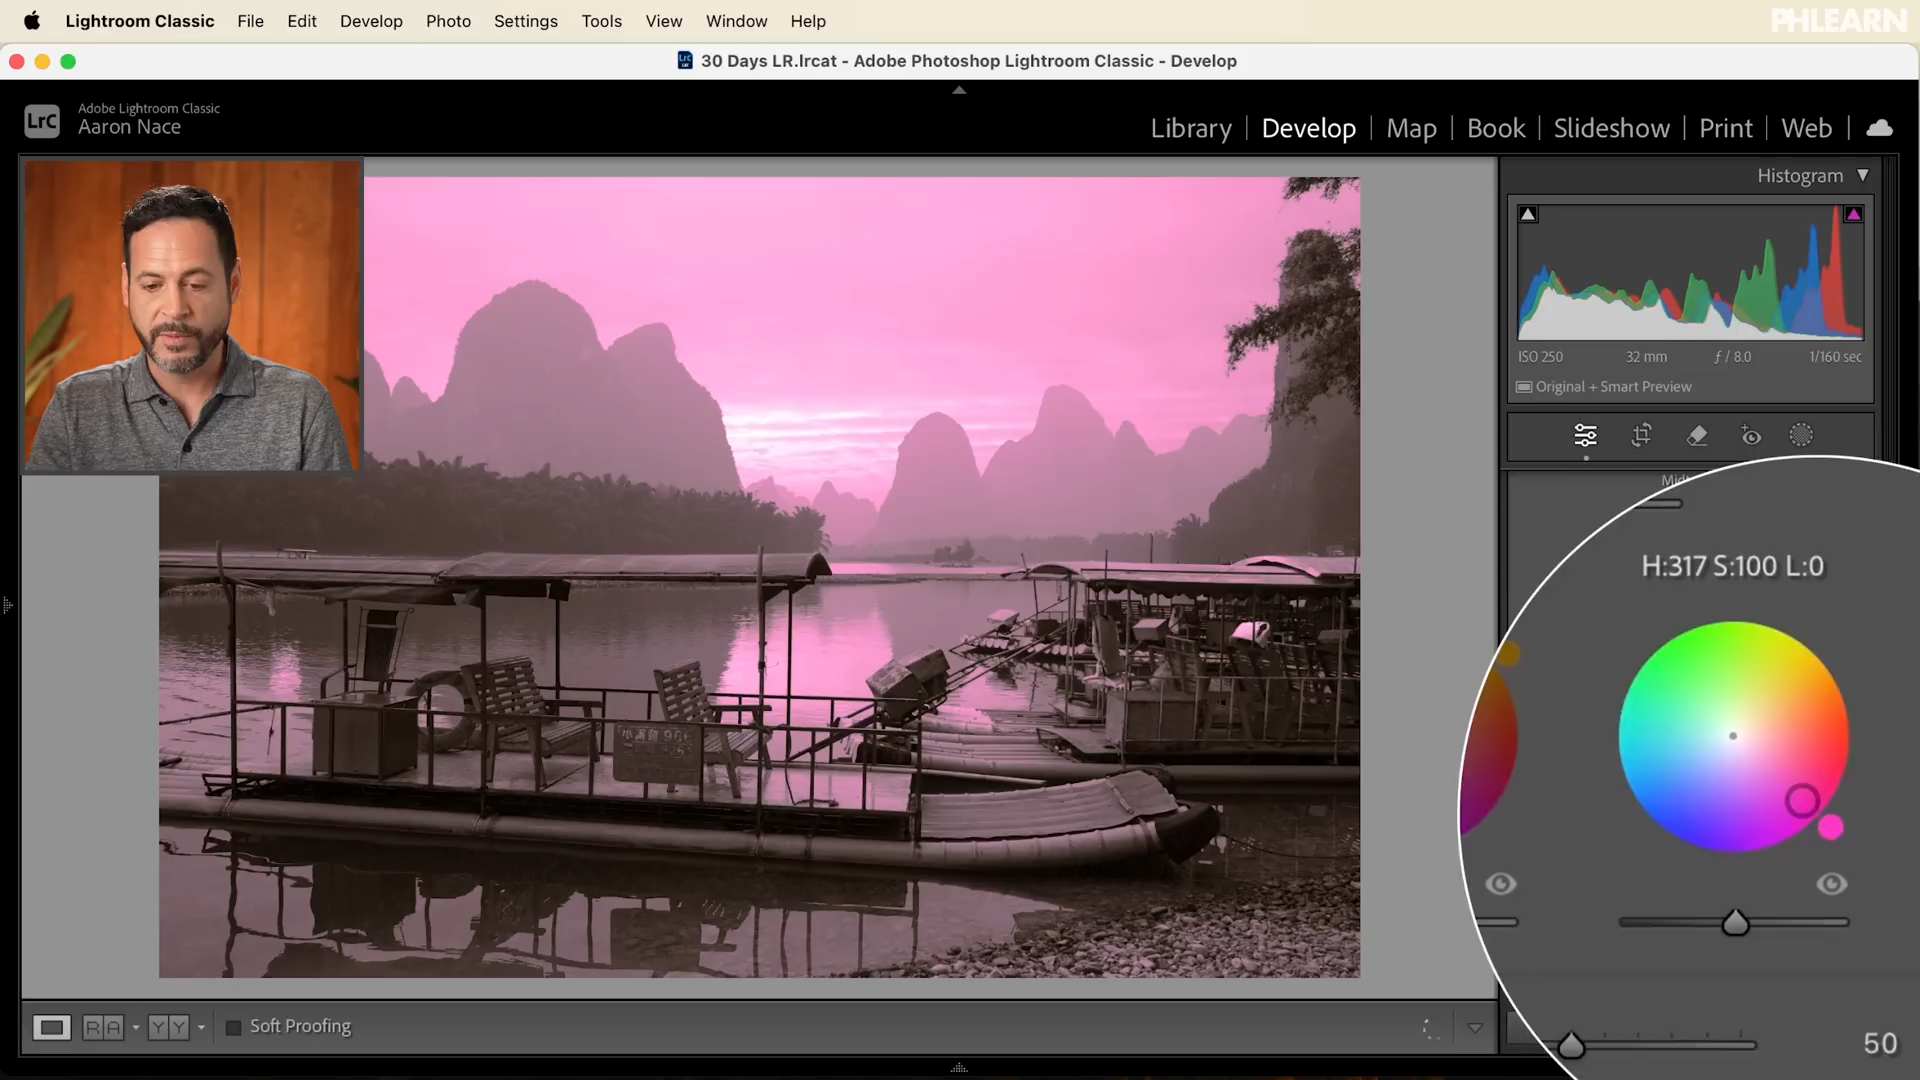 Lightroom Classic File Edit Develop Photo Settings Tools View Window Help
PHLEARN
30 Days LR.lrcat - Adobe Photoshop Lightroom Classic - Develop
LrC
Adobe Lightroom Classic
Aaron Nace
Library | Develop | Map | Book | Slideshow | Print | Web
Histogram
ISO 250 32 mm ƒ / 8.0 1/160 sec
Original + Smart Preview
H:317 S:100 L:0
50
R A Y Y Soft Proofing